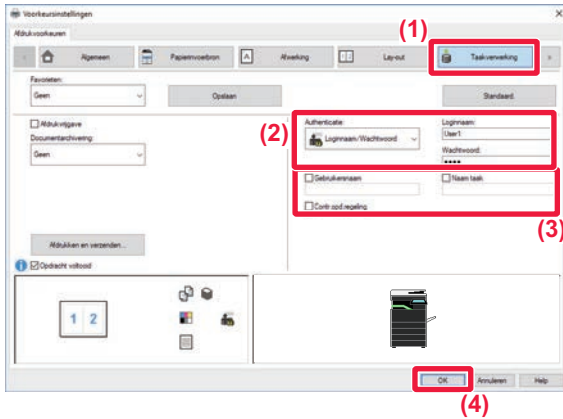 Voorkeursinstellingen
Afdrukvoorkeuren
(1)
Algemeen
Papierinvoerbron
Afwerking
Lay-out
Taakverwerking
Favorieten:
Geen
Opslaan
Standaard
Afdrukvrijgave
Documentarchivering:
Geen
(2)
Authenticatie:
Loginnaam/Wachtwoord
Loginnaam:
User1
Wachtwoord:
••••
Gebruikersnaam
Naam taak
Contr opd.regeling
(3)
Afdrukken en verzenden...
Opdracht voltooid
1 2
OK
Annuleren
Help
(4)